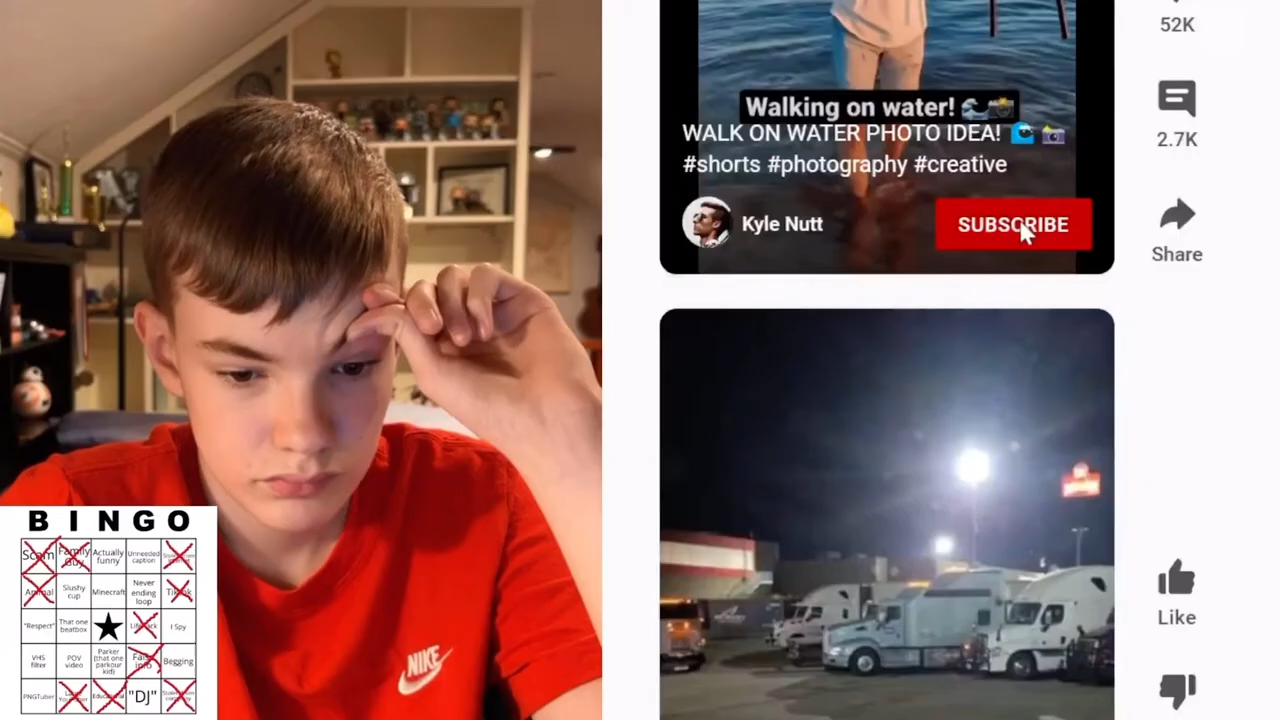 52K
Walking on water! 🌊📸
WALK ON WATER PHOTO IDEA! 🌊 📷
#shorts #photography #creative
2.7K
Kyle Nutt
SUBSCRIBE
Share
NIKE
Like
BINGO
Scam Family Guy Actually funny Unneeded caption
Animal Slushy cup Minecraft Never ending loop
"Respect" That one beatbox Life hack I Spy
VHS filter POV video Parker (that one parkour kid) Begging
PNGTuber "DJ"